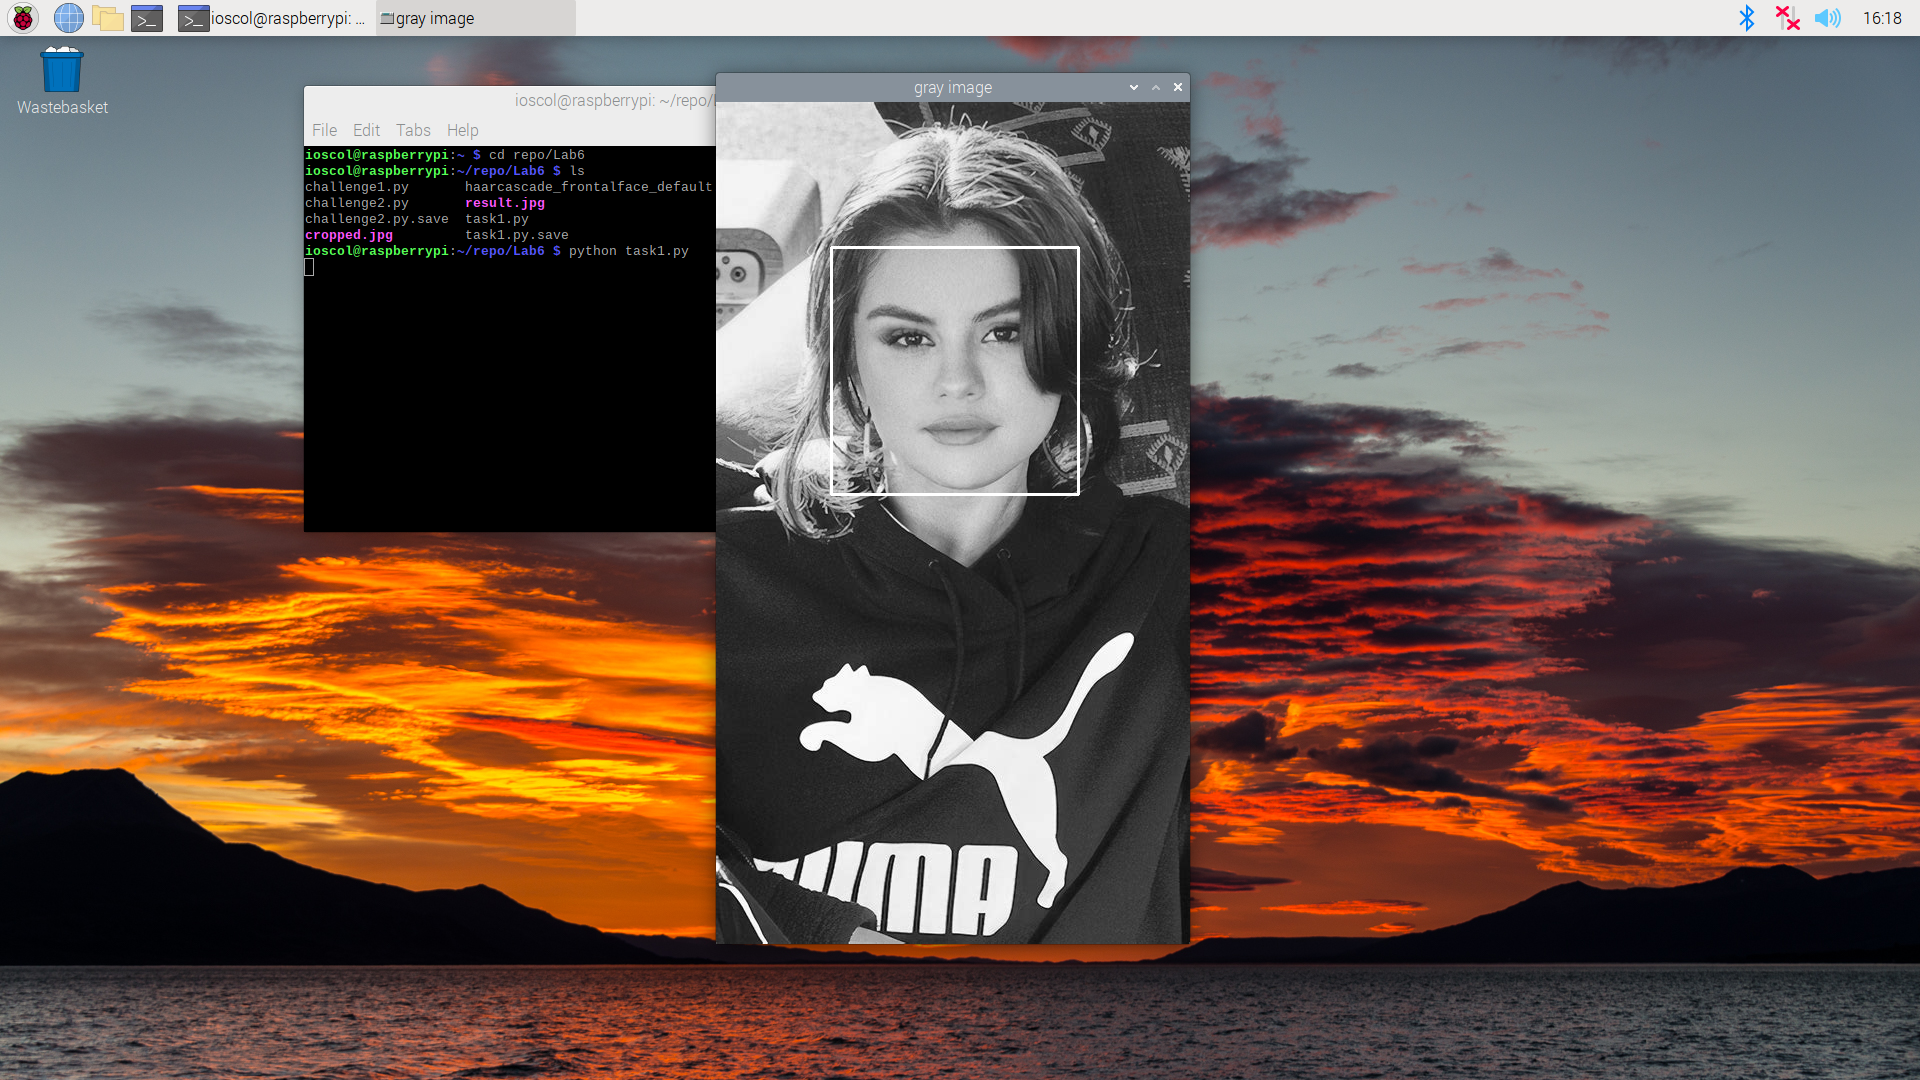 ioscol@raspberrypi: ...
gray image
16:18
Wastebasket
ioscol@raspberrypi: ~/repo/
File Edit Tabs Help
ioscol@raspberrypi:~ $ cd repo/Lab6
ioscol@raspberrypi:~/repo/Lab6 $ ls
challenge1.py haarcascade_frontalface_default
challenge2.py result.jpg
challenge2.py.save task1.py
cropped.jpg task1.py.save
ioscol@raspberrypi:~/repo/Lab6 $ python task1.py
gray image
PUMA